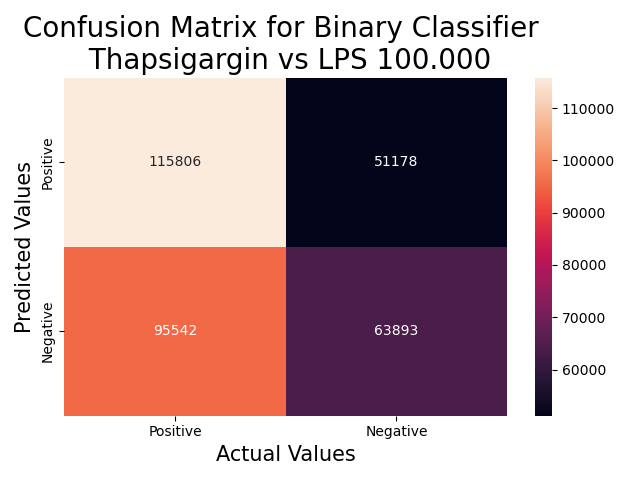 Confusion Matrix for Binary Classifier
Thapsigargin vs LPS 100.000
Predicted Values
Positive
Negative
115806
51178
95542
63893
Positive
Negative
Actual Values
110000
100000
90000
80000
70000
60000